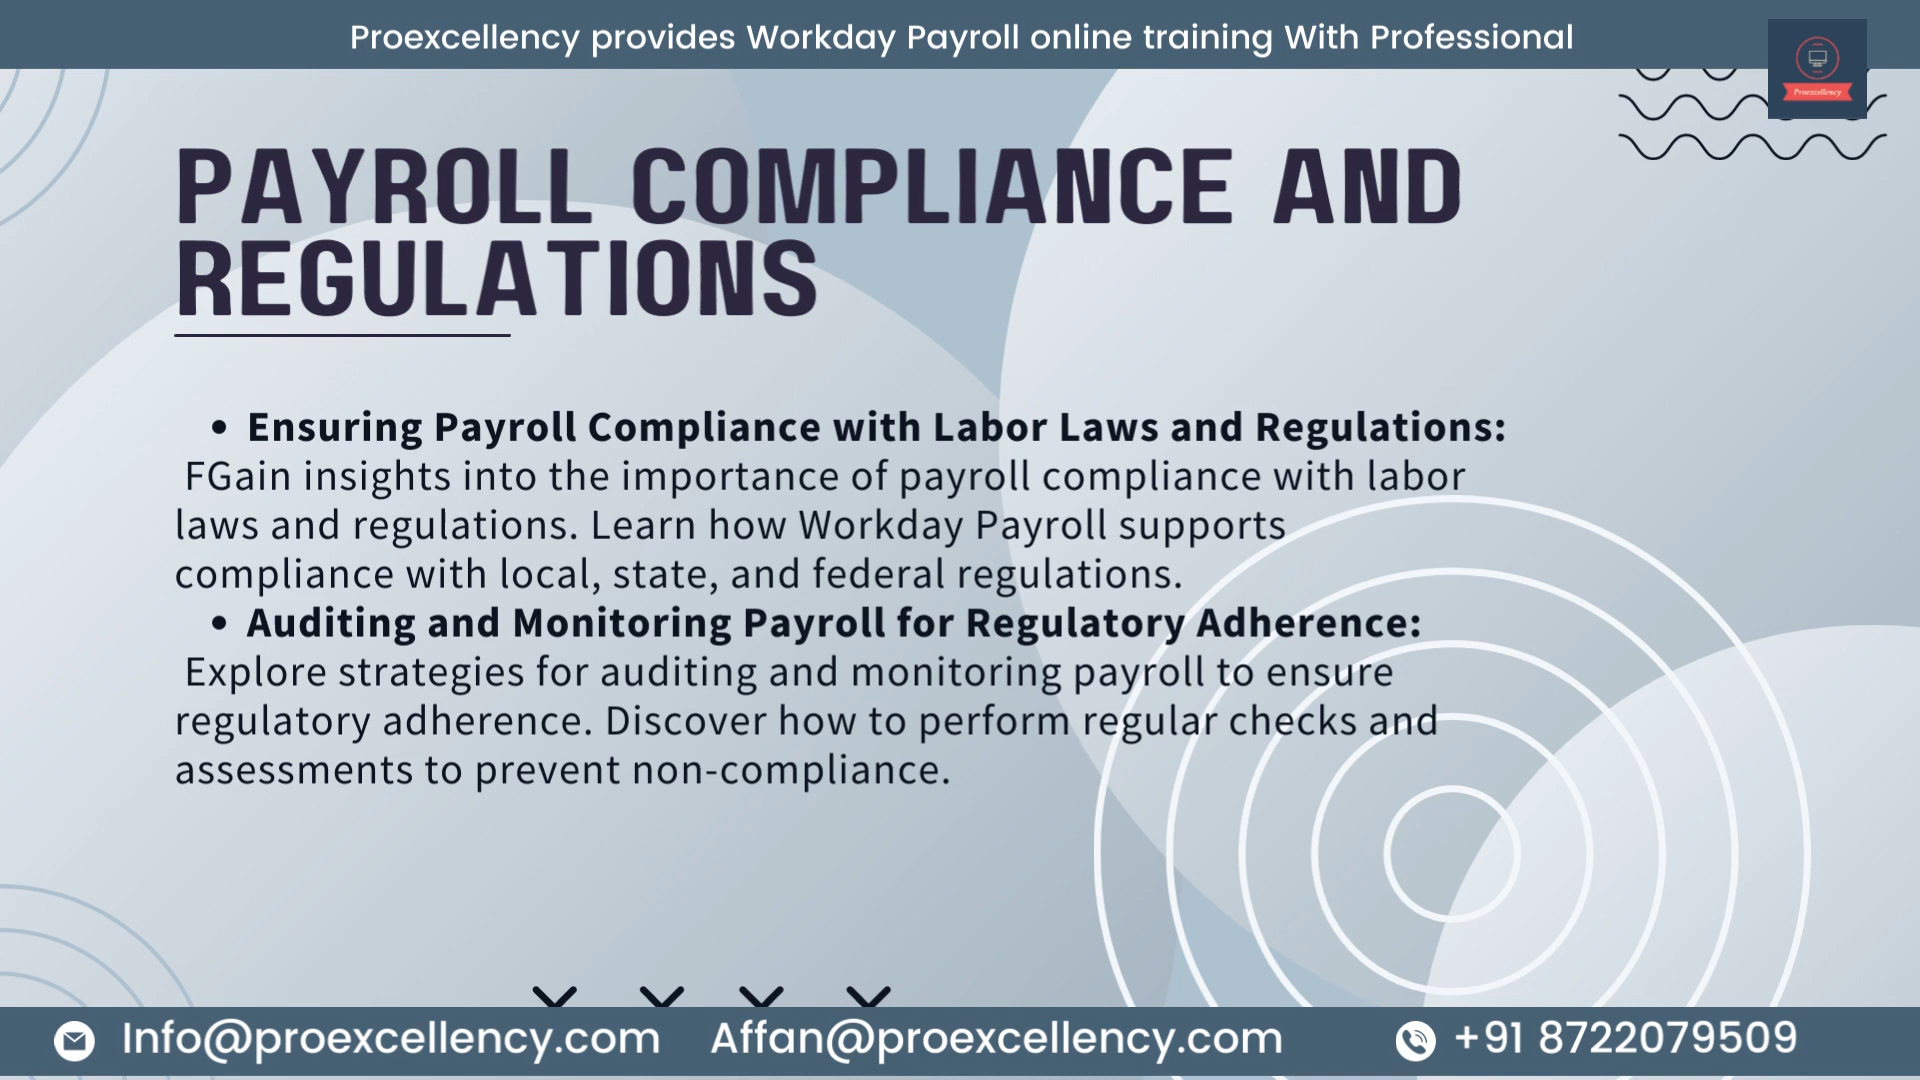 Proexcellency provides Workday Payroll online training With Professional
Proexcellency
PAYROLL COMPLIANCE AND
REGULATIONS
• Ensuring Payroll Compliance with Labor Laws and Regulations:
FGain insights into the importance of payroll compliance with labor
laws and regulations. Learn how Workday Payroll supports
compliance with local, state, and federal regulations.
• Auditing and Monitoring Payroll for Regulatory Adherence:
Explore strategies for auditing and monitoring payroll to ensure
regulatory adherence. Discover how to perform regular checks and
assessments to prevent non-compliance.
Info@proexcellency.com Affan@proexcellency.com +91 8722079509